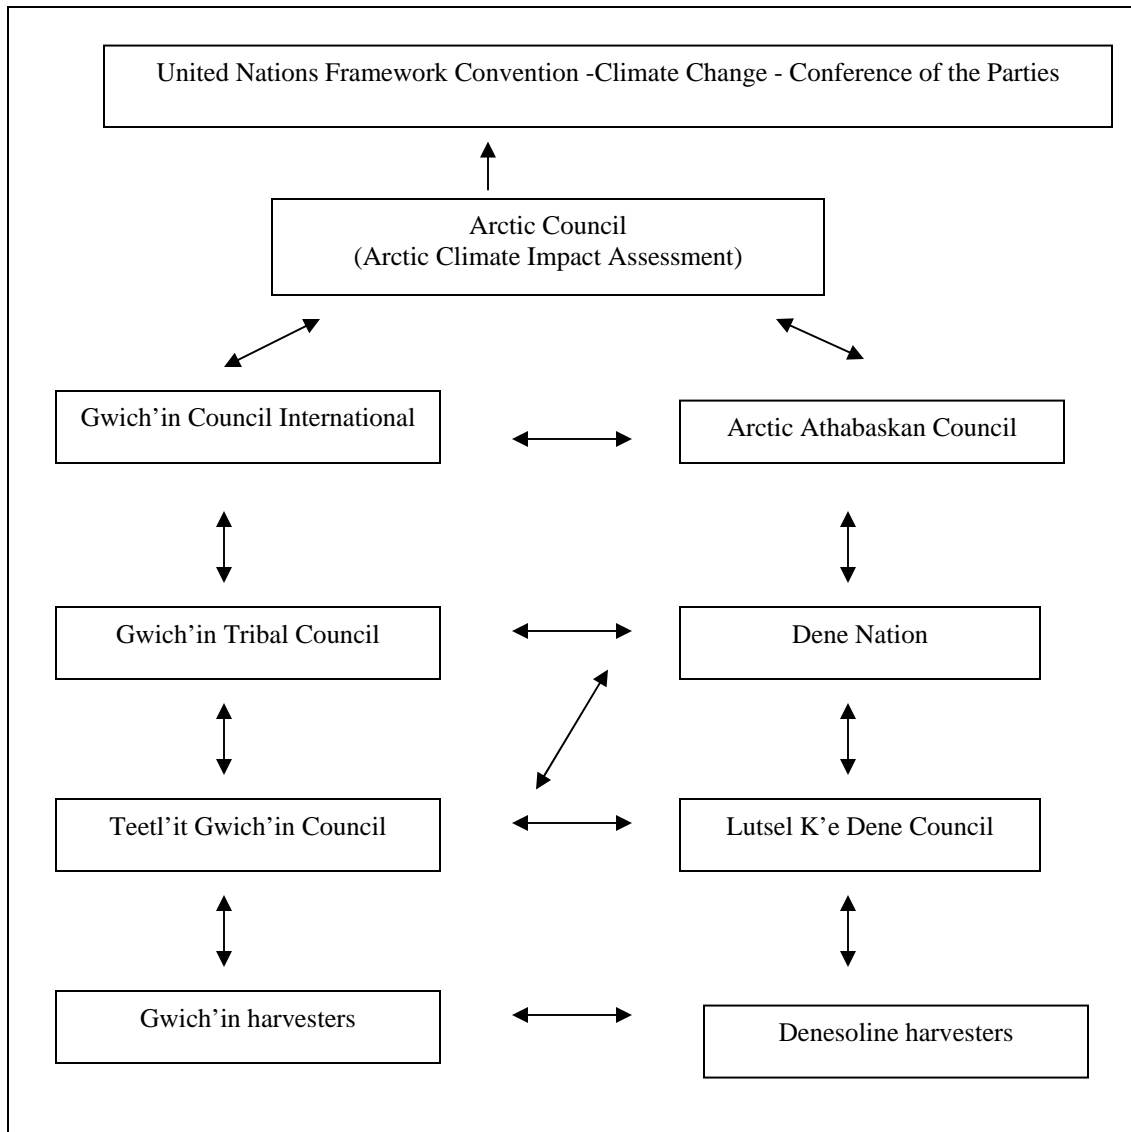 United Nations Framework Convention -Climate Change - Conference of the Parties
Arctic Council
(Arctic Climate Impact Assessment)
Gwich’in Council International
Arctic Athabaskan Council
Gwich’in Tribal Council
Dene Nation
Teetl’it Gwich’in Council
Lutsel K’e Dene Council
Gwich’in harvesters
Denesoline harvesters